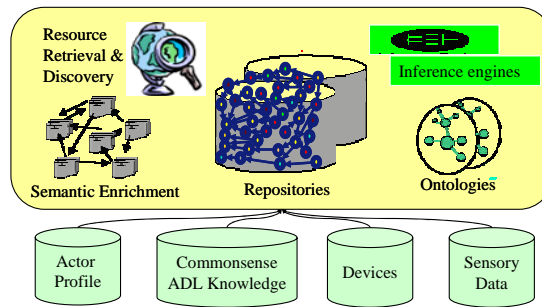 Resource
Retrieval &
Discovery
Inference engines
Semantic Enrichment
Repositories
Ontologies
Actor
Profile
Commonsense
ADL Knowledge
Devices
Sensory
Data